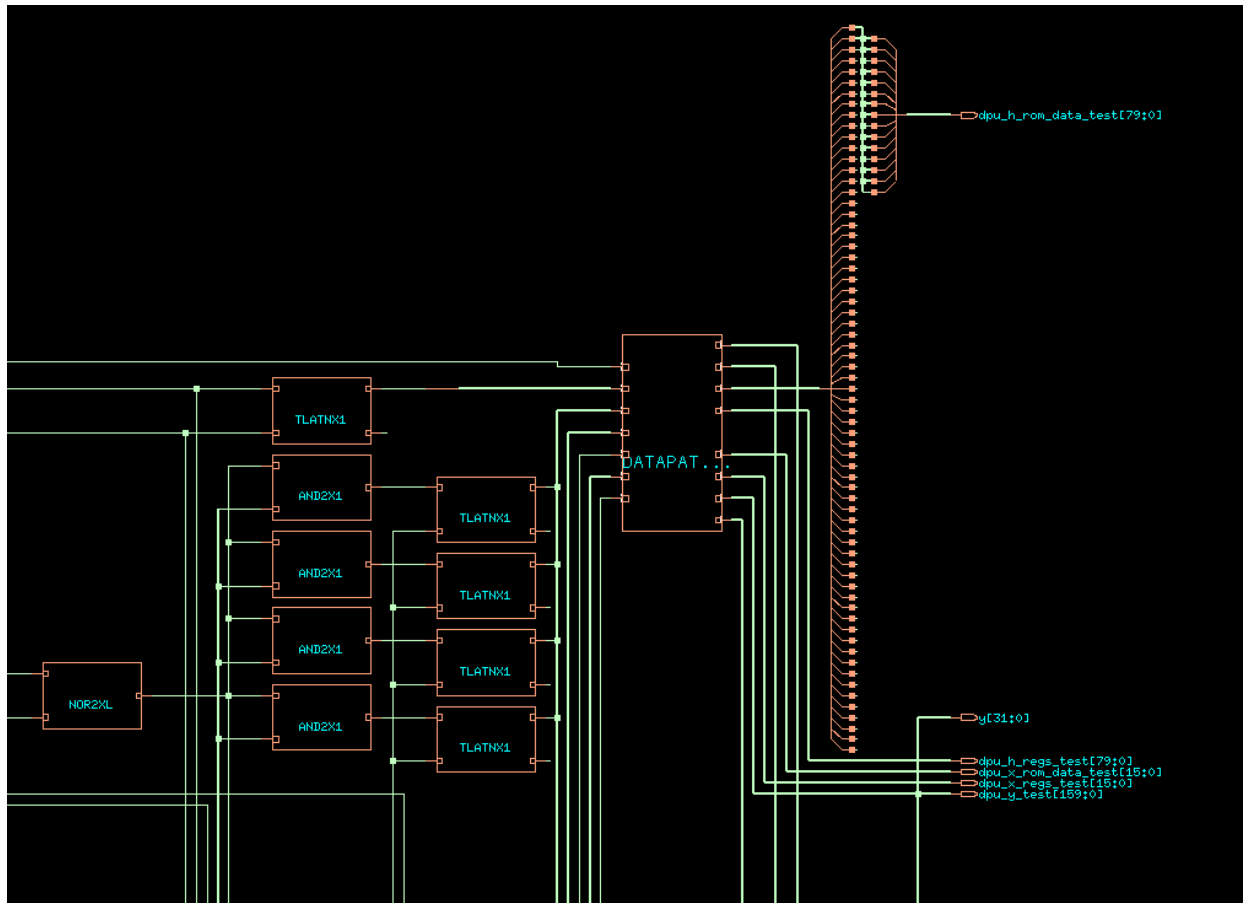 dpu_h_rom_data_test[79:0]
TLATNX1
DATAPAT...
AND2X1
TLATNX1
AND2X1
TLATNX1
AND2X1
TLATNX1
NOR2XL
AND2X1
TLATNX1
y[31:0]
dpu_h_regs_test[79:0]
dpu_x_rom_data_test[15:0]
dpu_x_regs_test[15:0]
dpu_y_test[159:0]